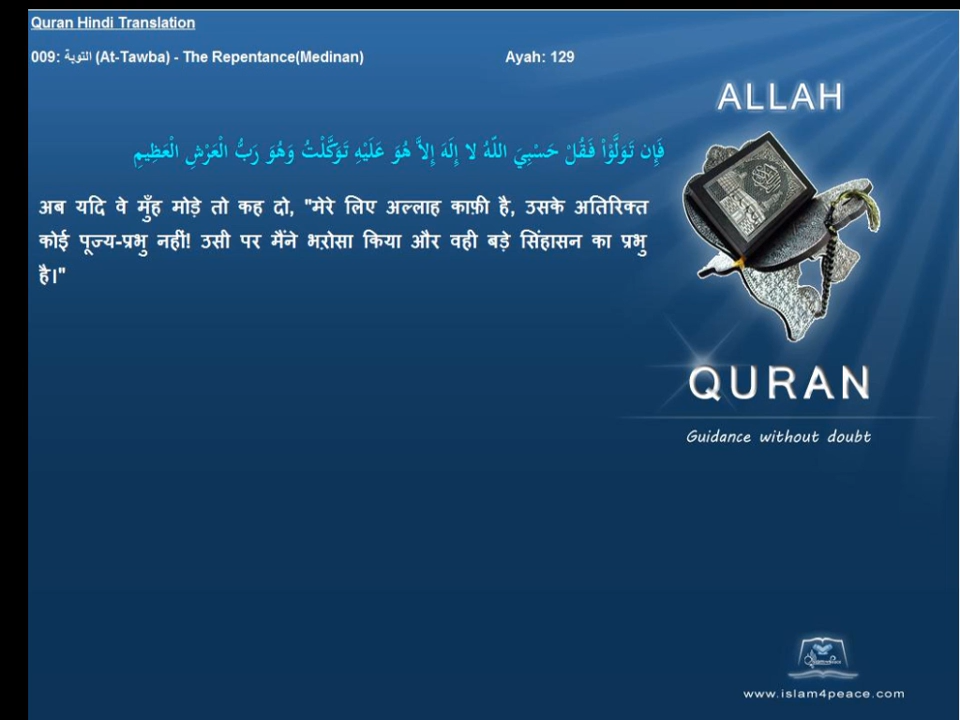 Quran Hindi Translation
009: التوبة (At-Tawba) - The Repentance(Medinan) Ayah: 129
ALLAH
فَإِن تَوَلَّوْاْ فَقُلْ حَسْبِيَ اللّهُ لا إِلَهَ إِلاَّ هُوَ عَلَيْهِ تَوَكَّلْتُ وَهُوَ رَبُّ الْعَرْشِ الْعَظِيمِ
अब यदि वे मुँह मोड़े तो कह दो, "मेरे लिए अल्लाह काफ़ी है, उसके अतिरिक्त
कोई पूज्य-प्रभु नहीं! उसी पर मैंने भऱोसा किया और वही बड़े सिंहासन का प्रभु
है।"
QURAN
Guidance without doubt
www.islam4peace.com